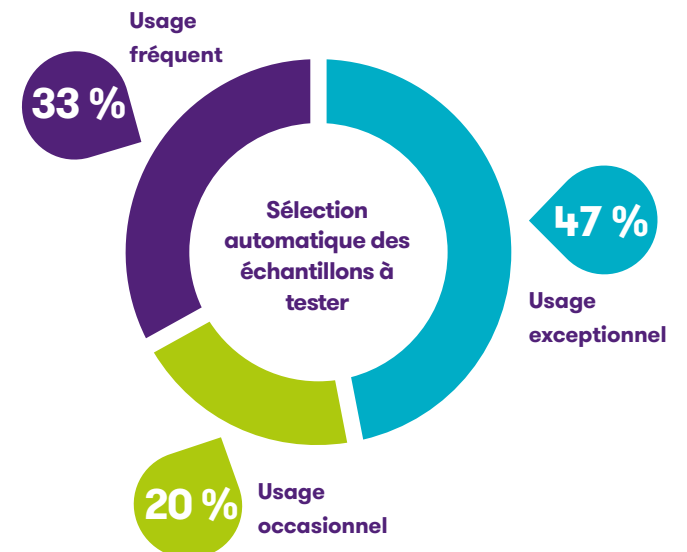 Usage
fréquent
33 %
Sélection
automatique des
échantillons à
tester
47 %
Usage
exceptionnel
20 %
Usage
occasionnel